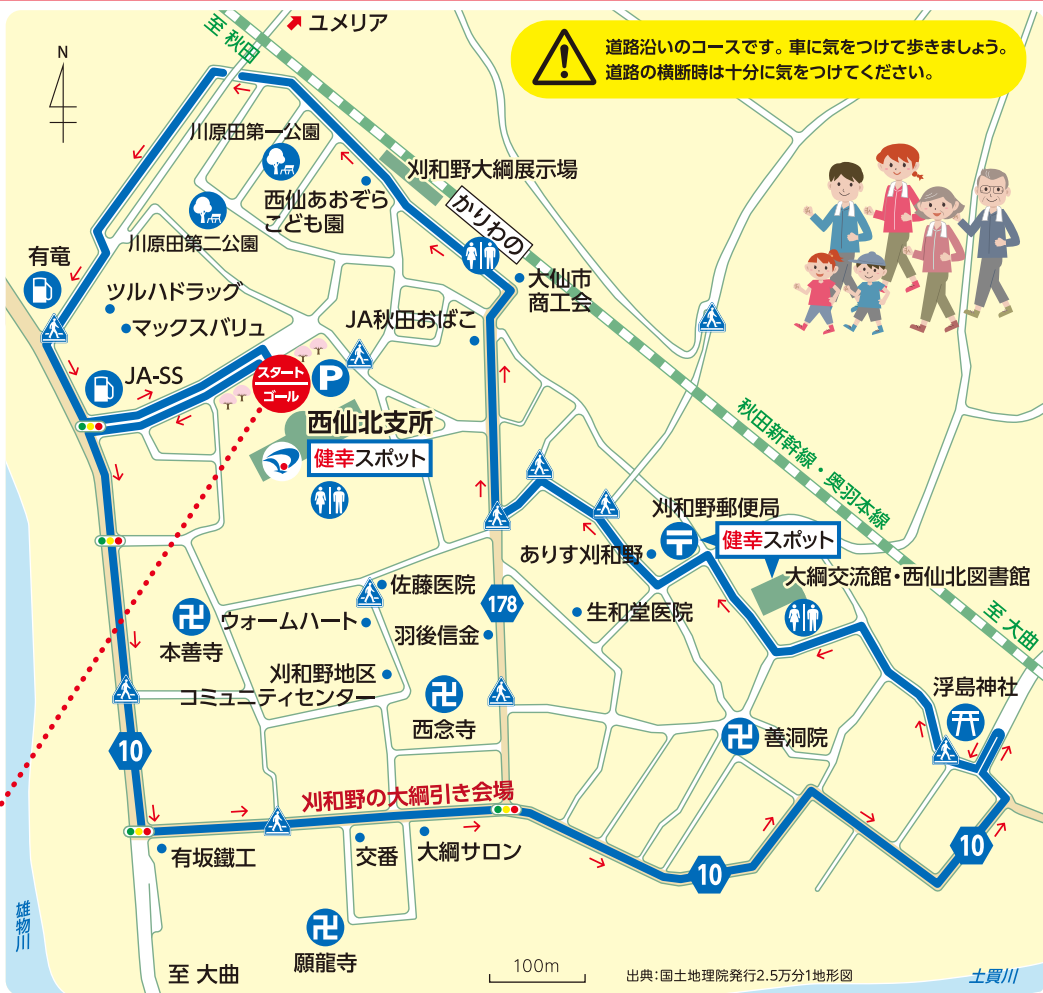 ユメリア
至 秋田
N
道路沿いのコースです。車に気をつけて歩きましょう。
道路の横断時は十分に気をつけてください。
川原田第一公園
刈和野大綱展示場
西仙あおぞら
こども園
かりわの
川原田第二公園
有竜
ツルハドラッグ
大仙市
商工会
マックスバリュ
JA秋田おばこ
JA-SS
スタート
ゴール
P
西仙北支所
健幸スポット
秋田新幹線・奥羽本線
刈和野郵便局
健幸スポット
ありす刈和野
大綱交流館・西仙北図書館
佐藤医院
178
生和堂医院
至 大曲
ウォームハート
羽後信金
本善寺
刈和野地区
コミュニティセンター
浮島神社
西念寺
善洞院
10
刈和野の大綱引き会場
有坂鐵工
交番
大綱サロン
10
10
雄物川
願龍寺
至 大曲
100m
出典:国土地理院発行2.5万分1地形図
土買川